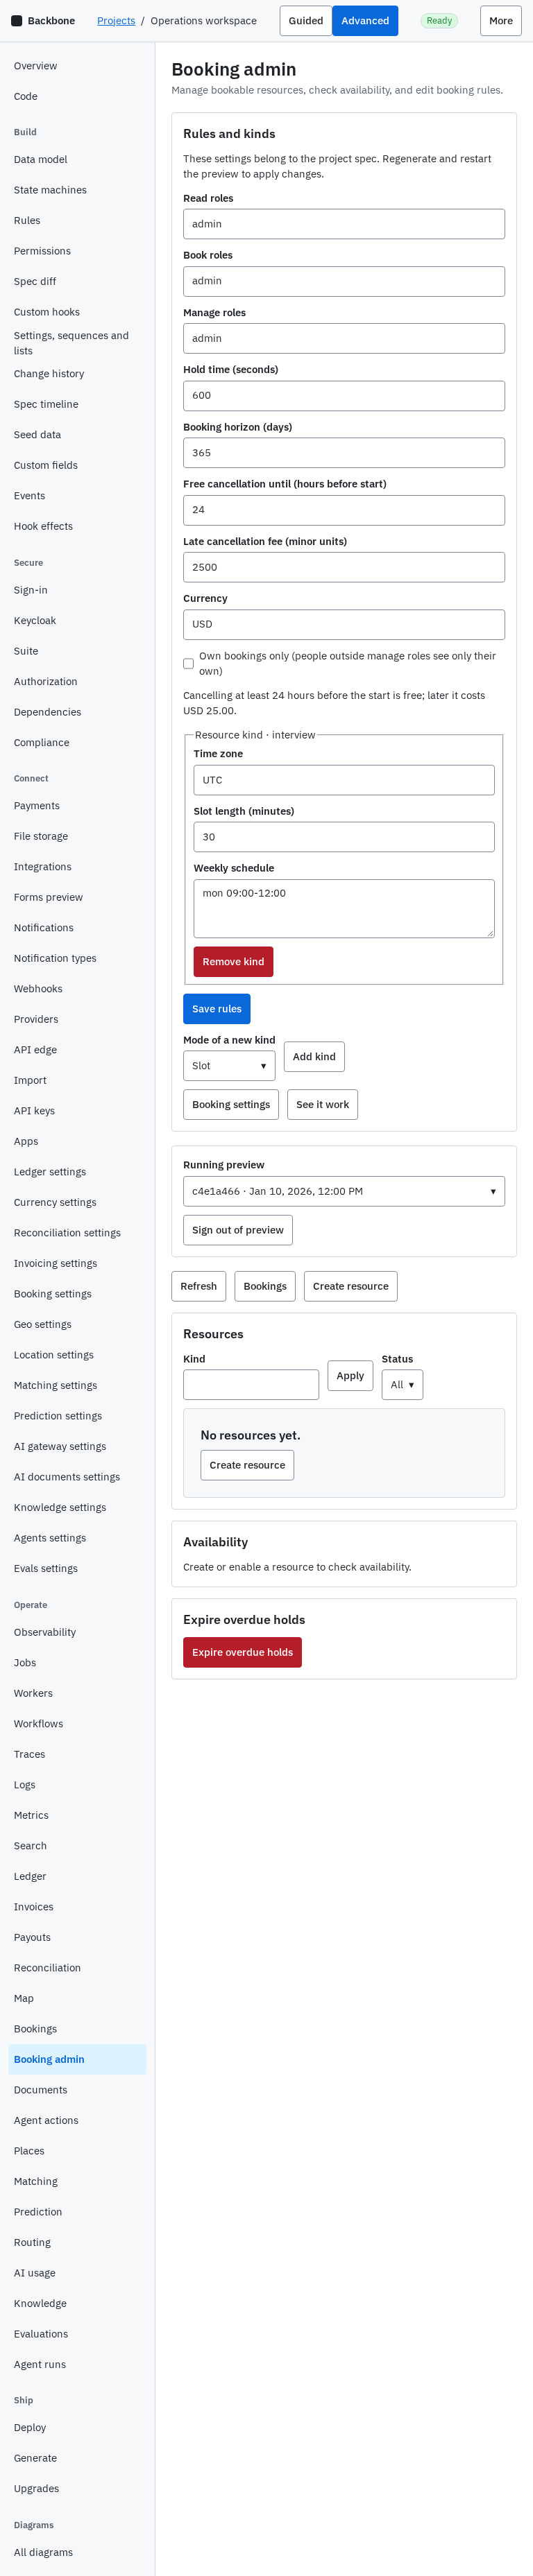 Backbone
Projects / Operations workspace
Guided
Advanced
Ready
More
Overview
Code
Build
Data model
State machines
Rules
Permissions
Spec diff
Custom hooks
Settings, sequences and
lists
Change history
Spec timeline
Seed data
Custom fields
Events
Hook effects
Secure
Sign-in
Keycloak
Suite
Authorization
Dependencies
Compliance
Connect
Payments
File storage
Integrations
Forms preview
Notifications
Notification types
Webhooks
Providers
API edge
Import
API keys
Apps
Ledger settings
Currency settings
Reconciliation settings
Invoicing settings
Booking settings
Geo settings
Location settings
Matching settings
Prediction settings
AI gateway settings
AI documents settings
Knowledge settings
Agents settings
Evals settings
Operate
Observability
Jobs
Workers
Workflows
Traces
Logs
Metrics
Search
Ledger
Invoices
Payouts
Reconciliation
Map
Bookings
Booking admin
Documents
Agent actions
Places
Matching
Prediction
Routing
AI usage
Knowledge
Evaluations
Agent runs
Ship
Deploy
Generate
Upgrades
Diagrams
All diagrams
Booking admin
Manage bookable resources, check availability, and edit booking rules.
Rules and kinds
These settings belong to the project spec. Regenerate and restart
the preview to apply changes.
Read roles
admin
Book roles
admin
Manage roles
admin
Hold time (seconds)
600
Booking horizon (days)
365
Free cancellation until (hours before start)
24
Late cancellation fee (minor units)
2500
Currency
USD
Own bookings only (people outside manage roles see only their
own)
Cancelling at least 24 hours before the start is free; later it costs
USD 25.00.
Resource kind · interview
Time zone
UTC
Slot length (minutes)
30
Weekly schedule
mon 09:00-12:00
Remove kind
Save rules
Mode of a new kind
Slot
Add kind
Booking settings
See it work
Running preview
c4e1a466 · Jan 10, 2026, 12:00 PM
Sign out of preview
Refresh
Bookings
Create resource
Resources
Kind
Apply
Status
All
No resources yet.
Create resource
Availability
Create or enable a resource to check availability.
Expire overdue holds
Expire overdue holds